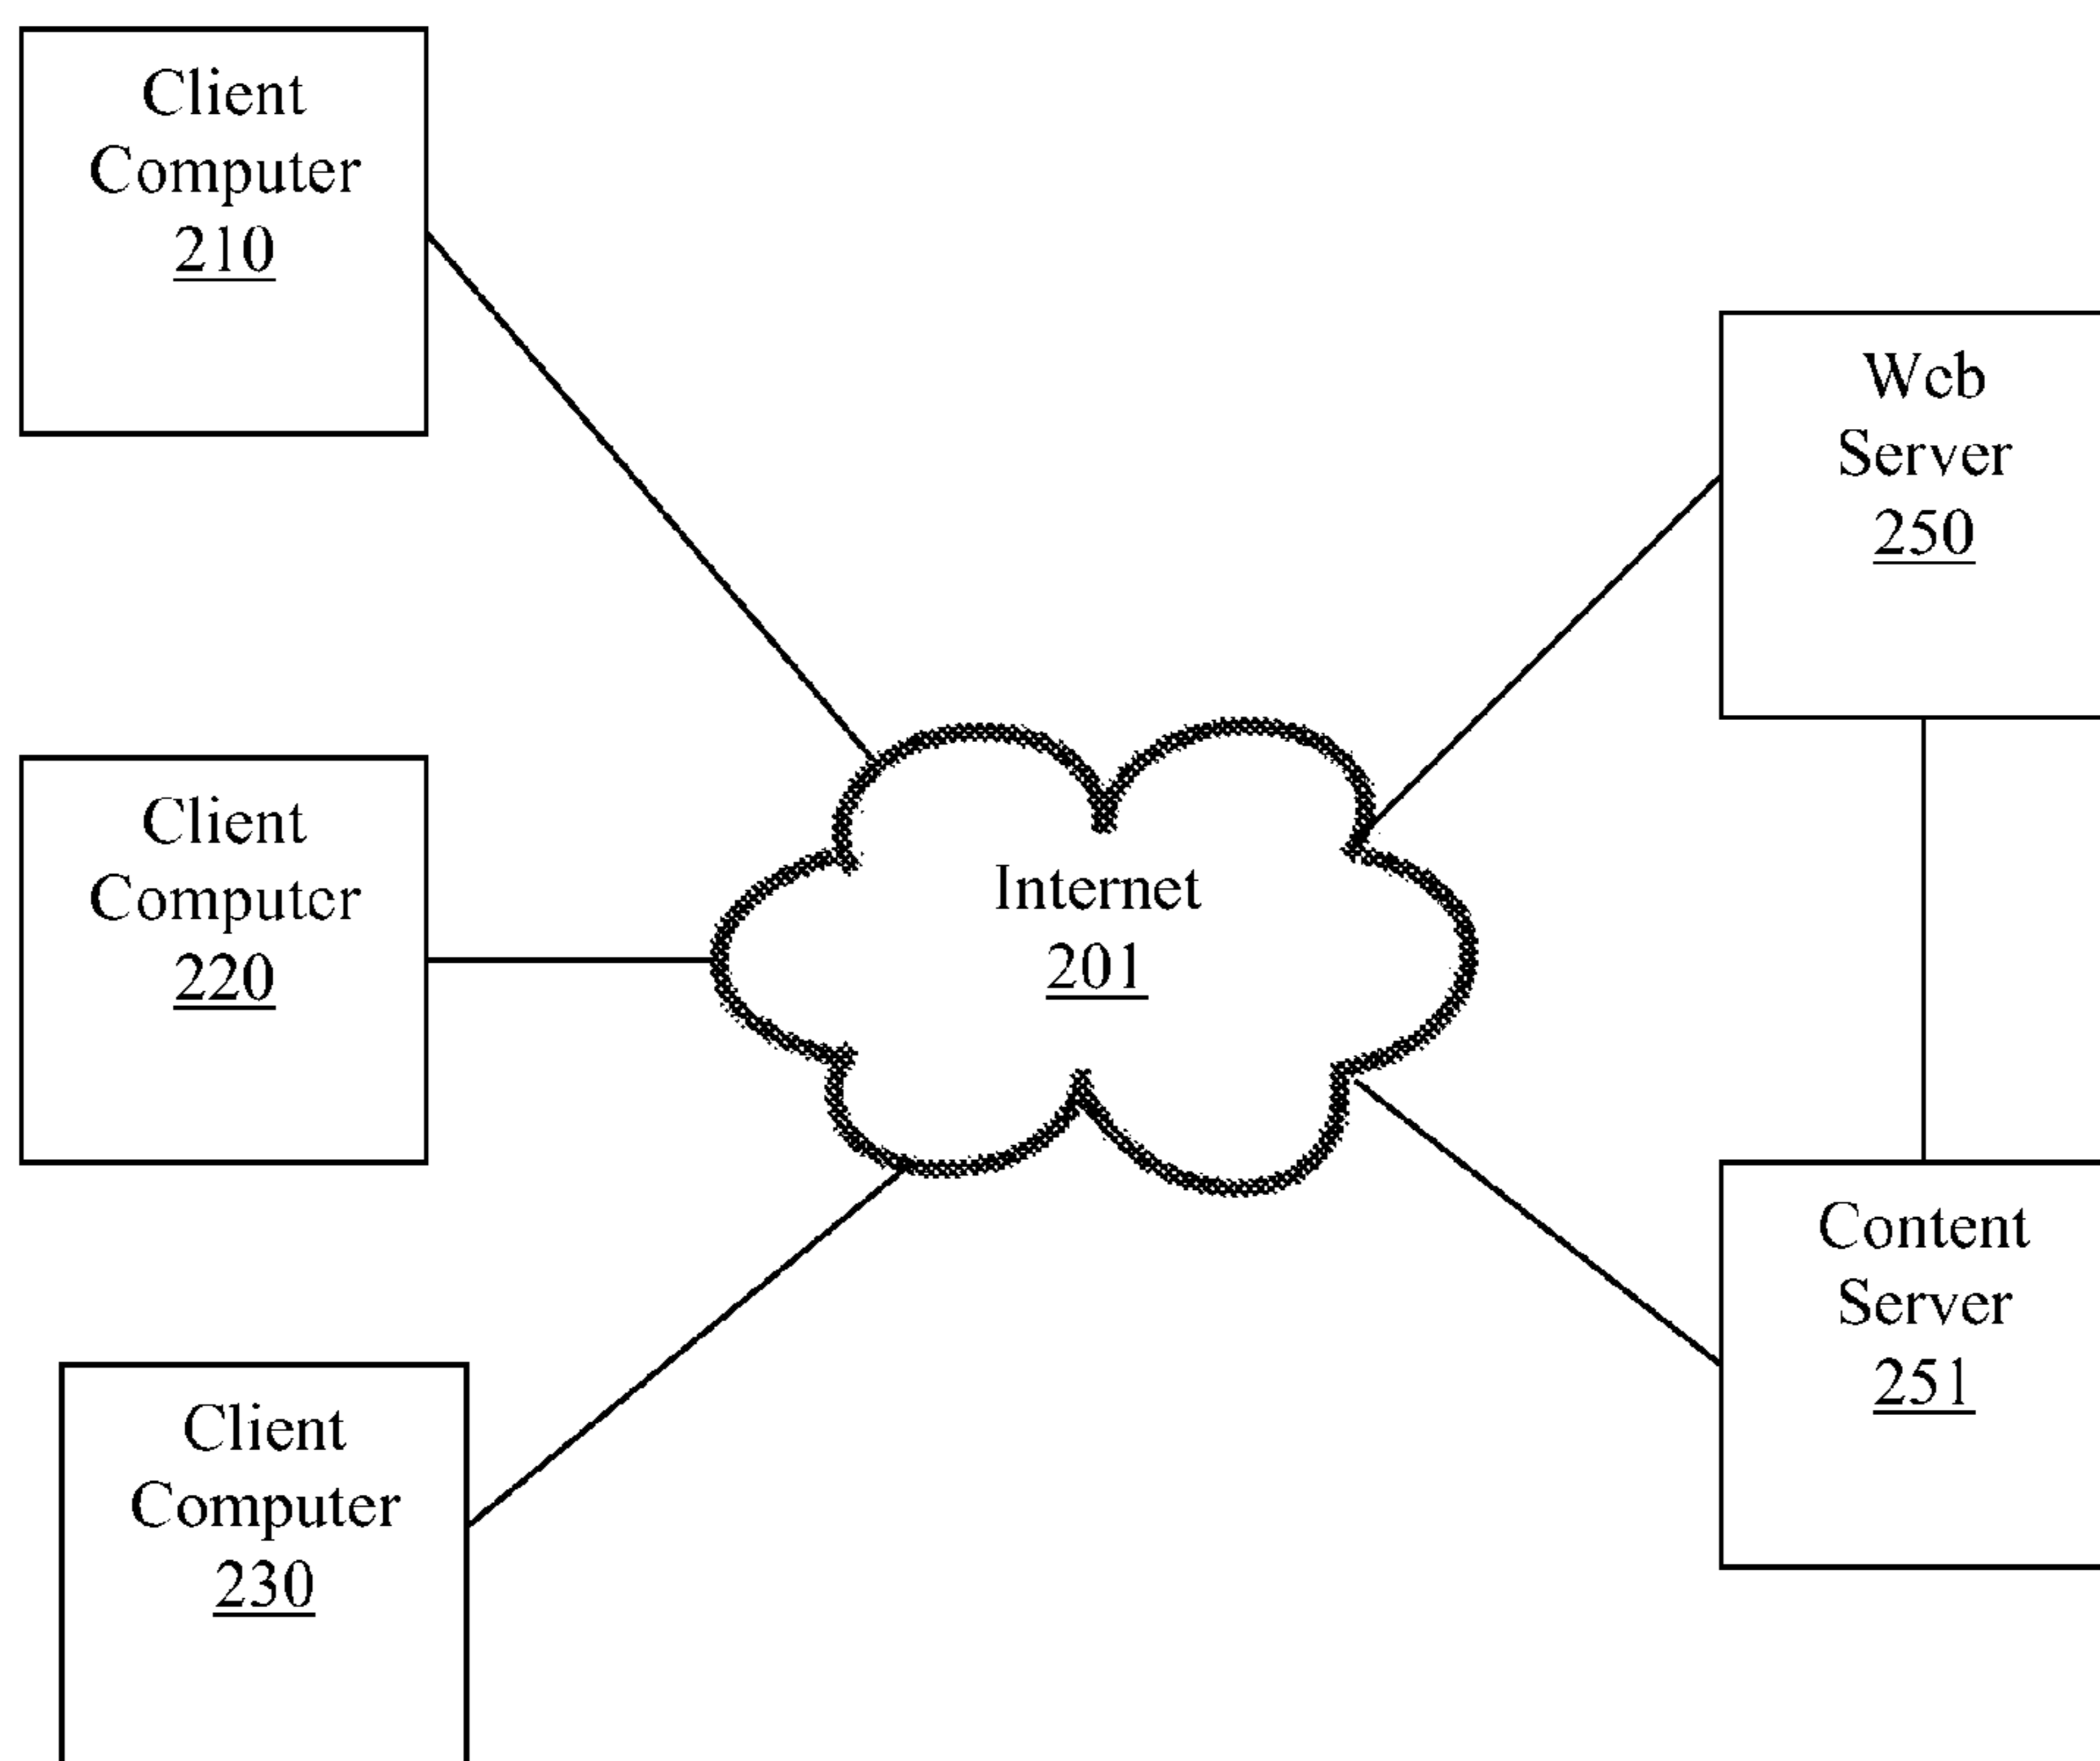 Client
Computer
210
Web
Server
250
Client
Computer
220
Internet
201
Content
Server
251
Client
Computer
230